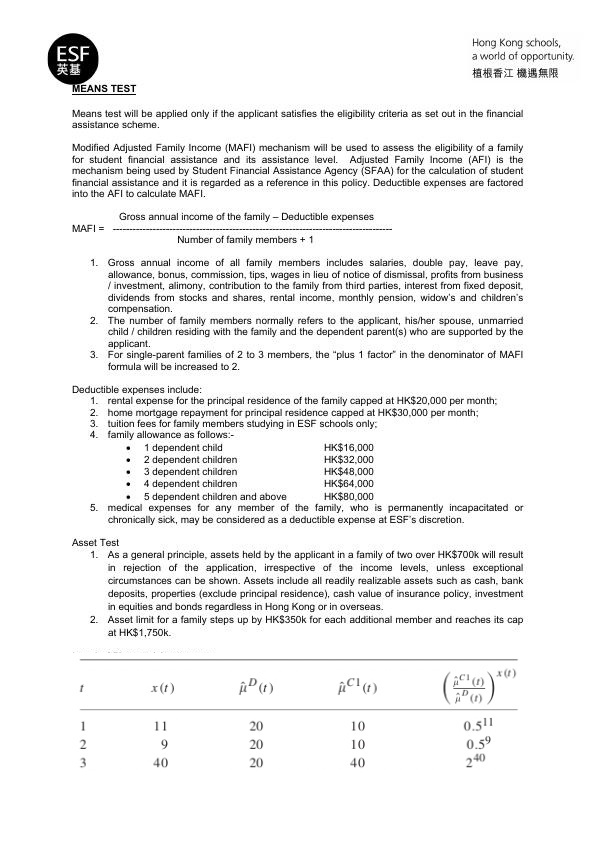 ESF
英基
Hong Kong schools,
a world of opportunity.
植根香江 機遇無限
MEANS TEST
Means test will be applied only if the applicant satisfies the eligibility criteria as set out in the financial
assistance scheme.
Modified Adjusted Family Income (MAFI) mechanism will be used to assess the eligibility of a family
for student financial assistance and its assistance level. Adjusted Family Income (AFI) is the
mechanism being used by Student Financial Assistance Agency (SFAA) for the calculation of student
financial assistance and it is regarded as a reference in this policy. Deductible expenses are factored
into the AFI to calculate MAFI.
Gross annual income of the family – Deductible expenses
MAFI = ------------------------------------------------------------------------------------
Number of family members + 1
1. Gross annual income of all family members includes salaries, double pay, leave pay,
allowance, bonus, commission, tips, wages in lieu of notice of dismissal, profits from business
/ investment, alimony, contribution to the family from third parties, interest from fixed deposit,
dividends from stocks and shares, rental income, monthly pension, widow's and children's
compensation.
2. The number of family members normally refers to the applicant, his/her spouse, unmarried
child / children residing with the family and the dependent parent(s) who are supported by the
applicant.
3. For single-parent families of 2 to 3 members, the “plus 1 factor” in the denominator of MAFI
formula will be increased to 2.
Deductible expenses include:
1. rental expense for the principal residence of the family capped at HK$20,000 per month;
2. home mortgage repayment for principal residence capped at HK$30,000 per month;
3. tuition fees for family members studying in ESF schools only;
4. family allowance as follows:-
• 1 dependent child HK$16,000
• 2 dependent children HK$32,000
• 3 dependent children HK$48,000
• 4 dependent children HK$64,000
• 5 dependent children and above HK$80,000
5. medical expenses for any member of the family, who is permanently incapacitated or
chronically sick, may be considered as a deductible expense at ESF's discretion.
Asset Test
1. As a general principle, assets held by the applicant in a family of two over HK$700k will result
in rejection of the application, irrespective of the income levels, unless exceptional
circumstances can be shown. Assets include all readily realizable assets such as cash, bank
deposits, properties (exclude principal residence), cash value of insurance policy, investment
in equities and bonds regardless in Hong Kong or in overseas.
2. Asset limit for a family steps up by HK$350k for each additional member and reaches its cap
at HK$1,750k.
t x(t) μ̂^D(t) μ̂^C1(t) (μ̂^C1(t)/μ̂^D(t))^x(t)
1 11 20 10 0.5^11
2 9 20 10 0.5^9
3 40 20 40 2^40